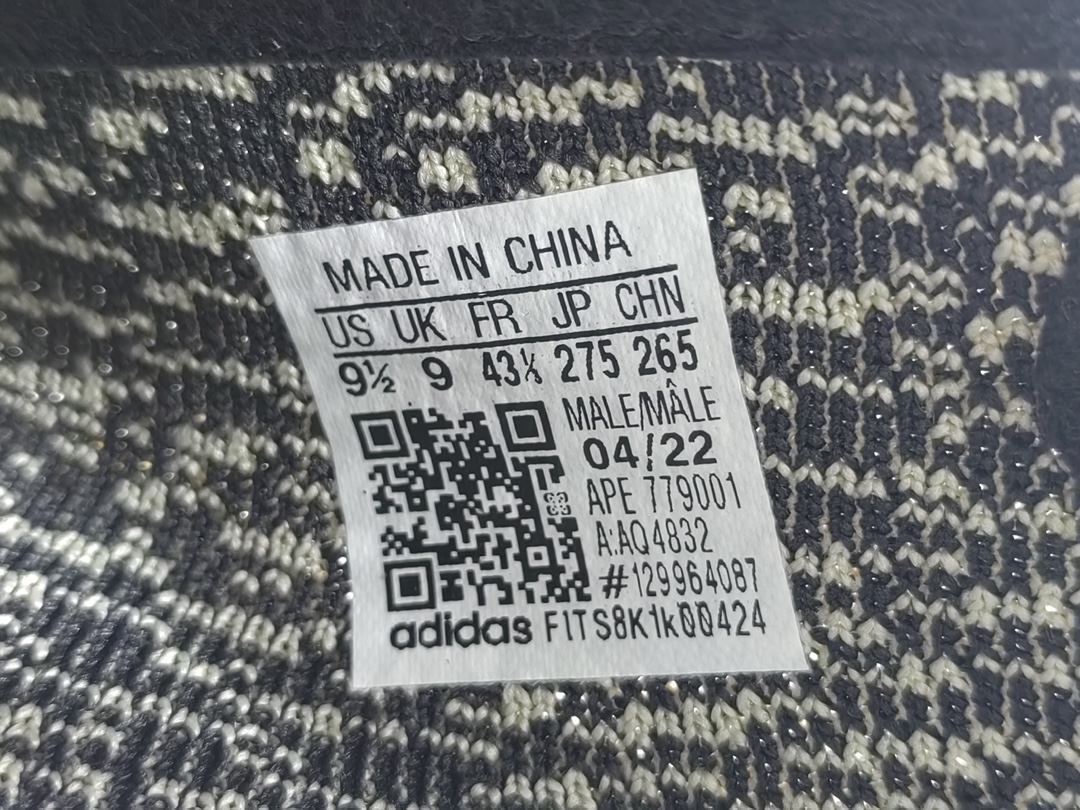 MADE IN CHINA
US UK FR JP CHN
9½ 9 43⅓ 275 265
MALE/MÂLE
04/22
APE 779001
A:AQ4832
#129964087
adidas F1TS8K1k00424